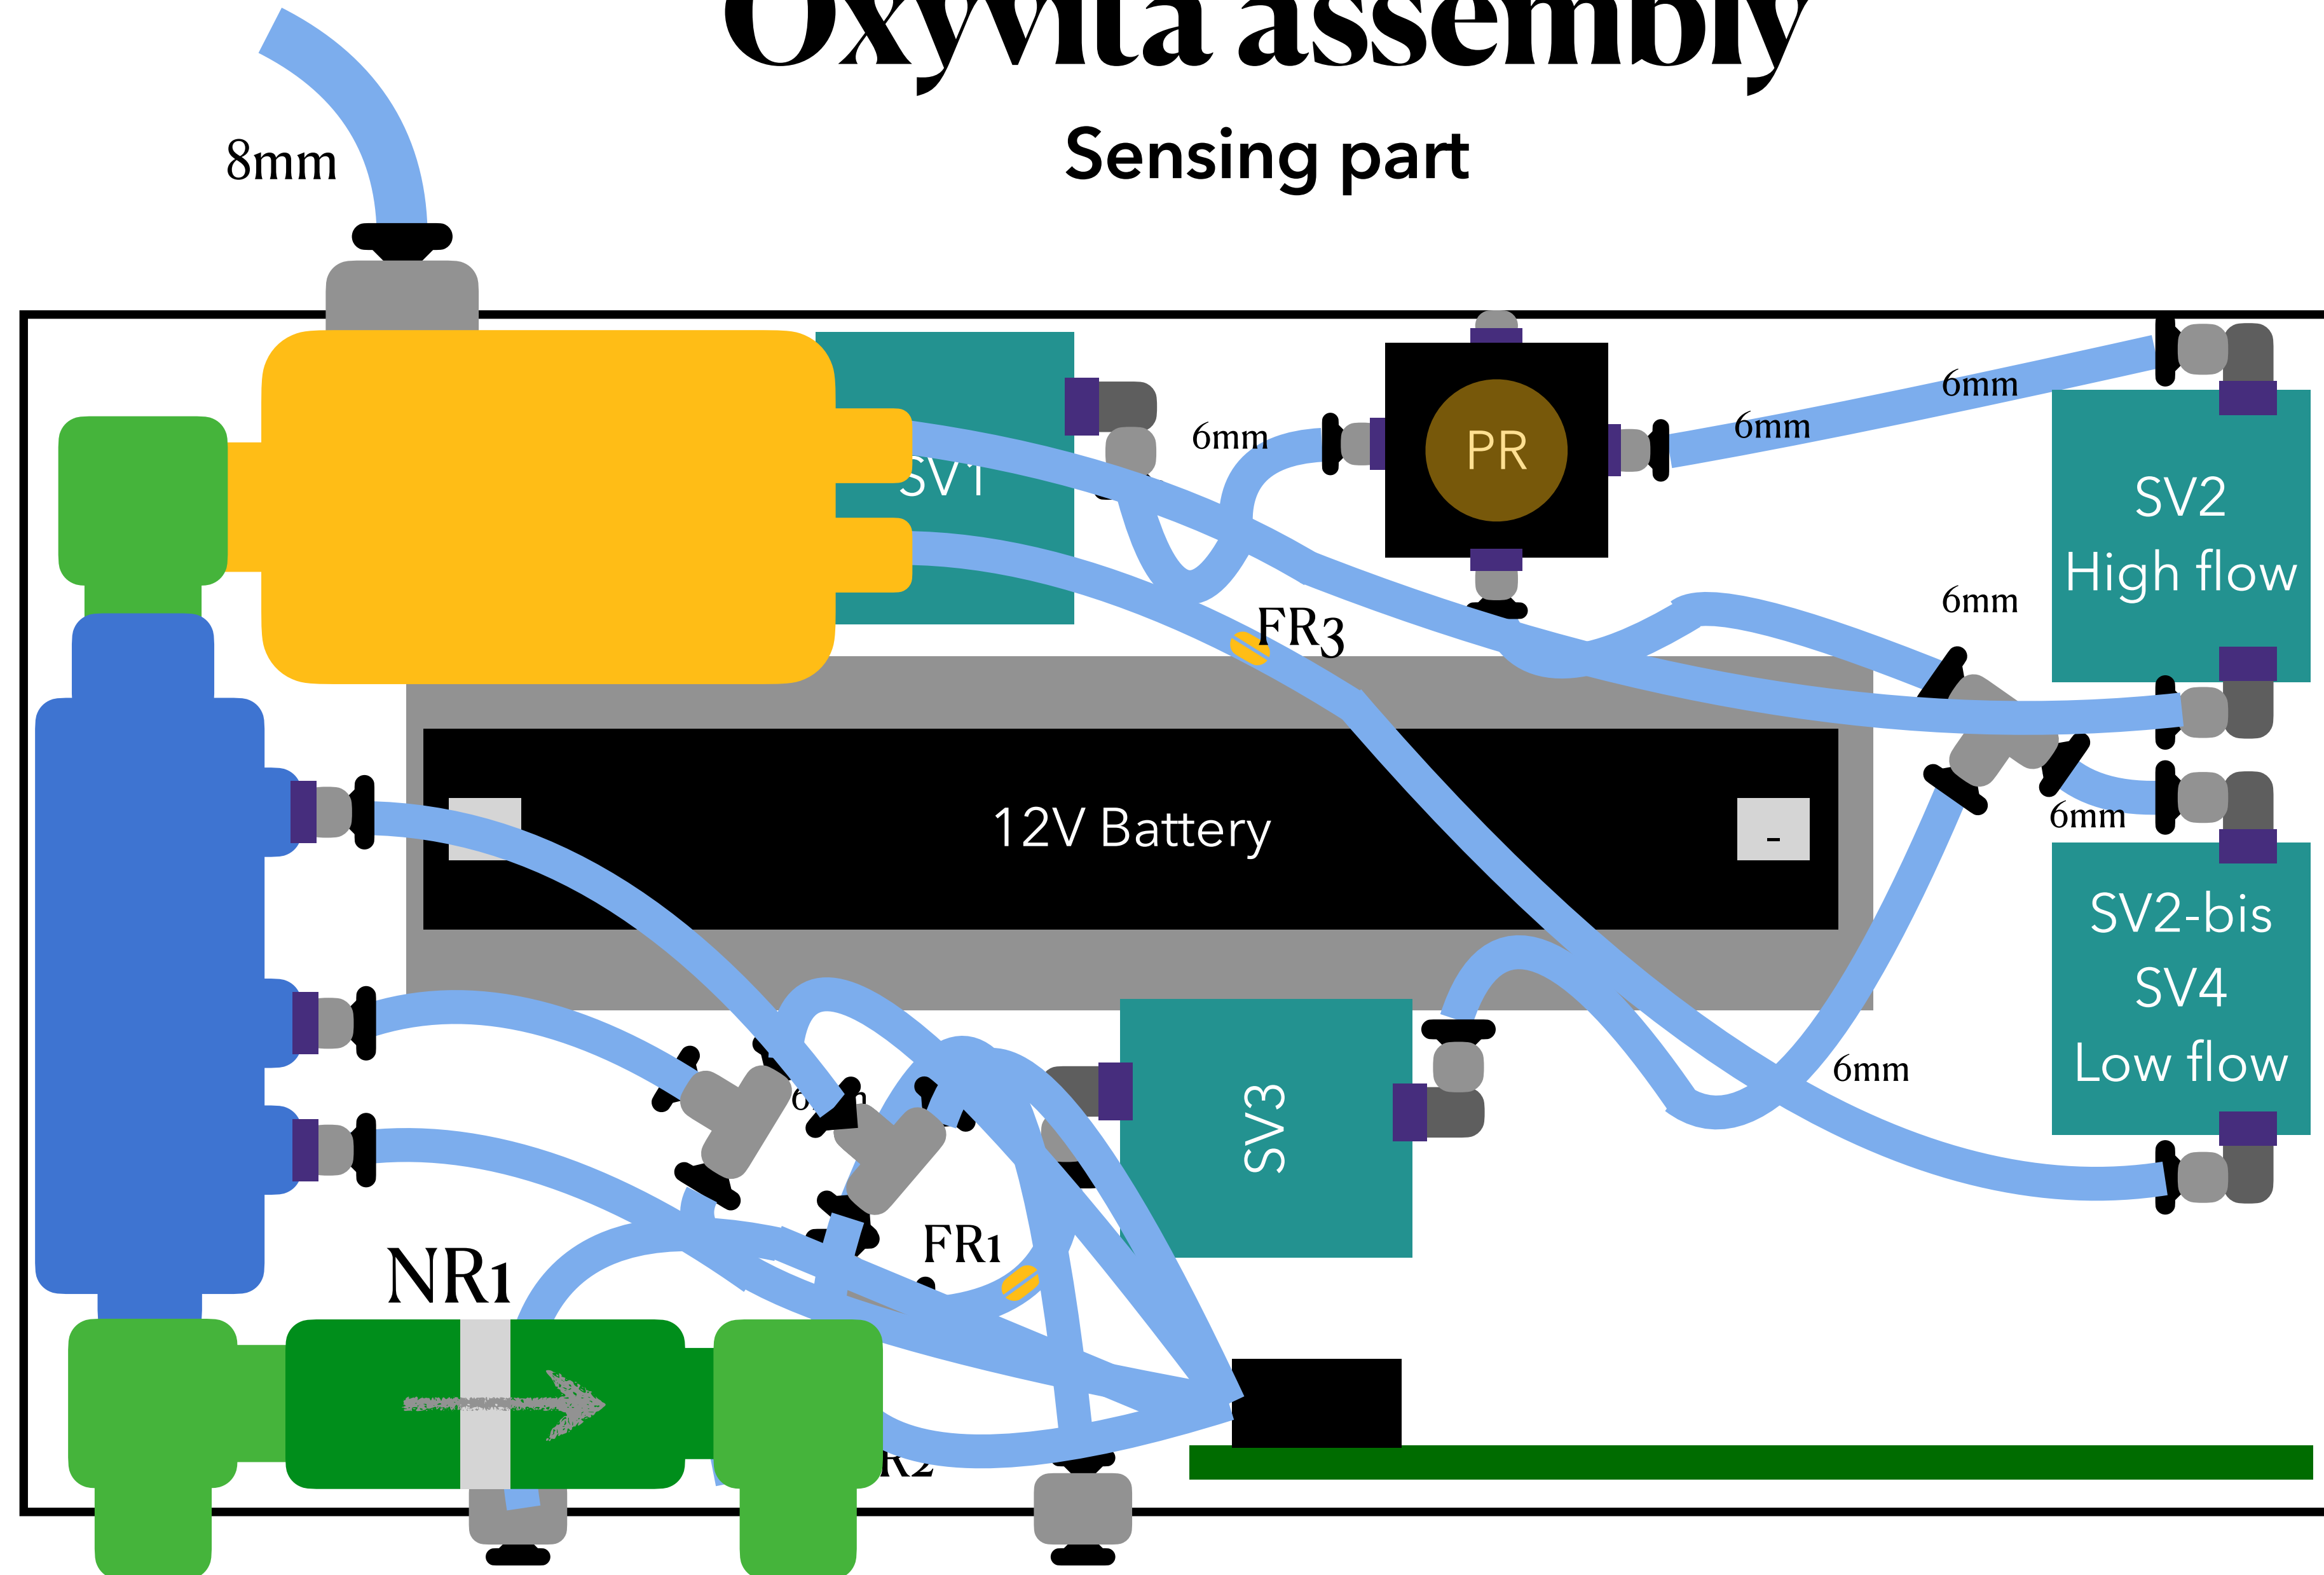 Oxyvita assembly
Sensing part
8mm
6mm
6mm
6mm
PR
SV1
SV2
High flow
FR3
6mm
12V Battery
-
6mm
SV2-bis
SV4
Low flow
6mm
SV3
FR1
NR1